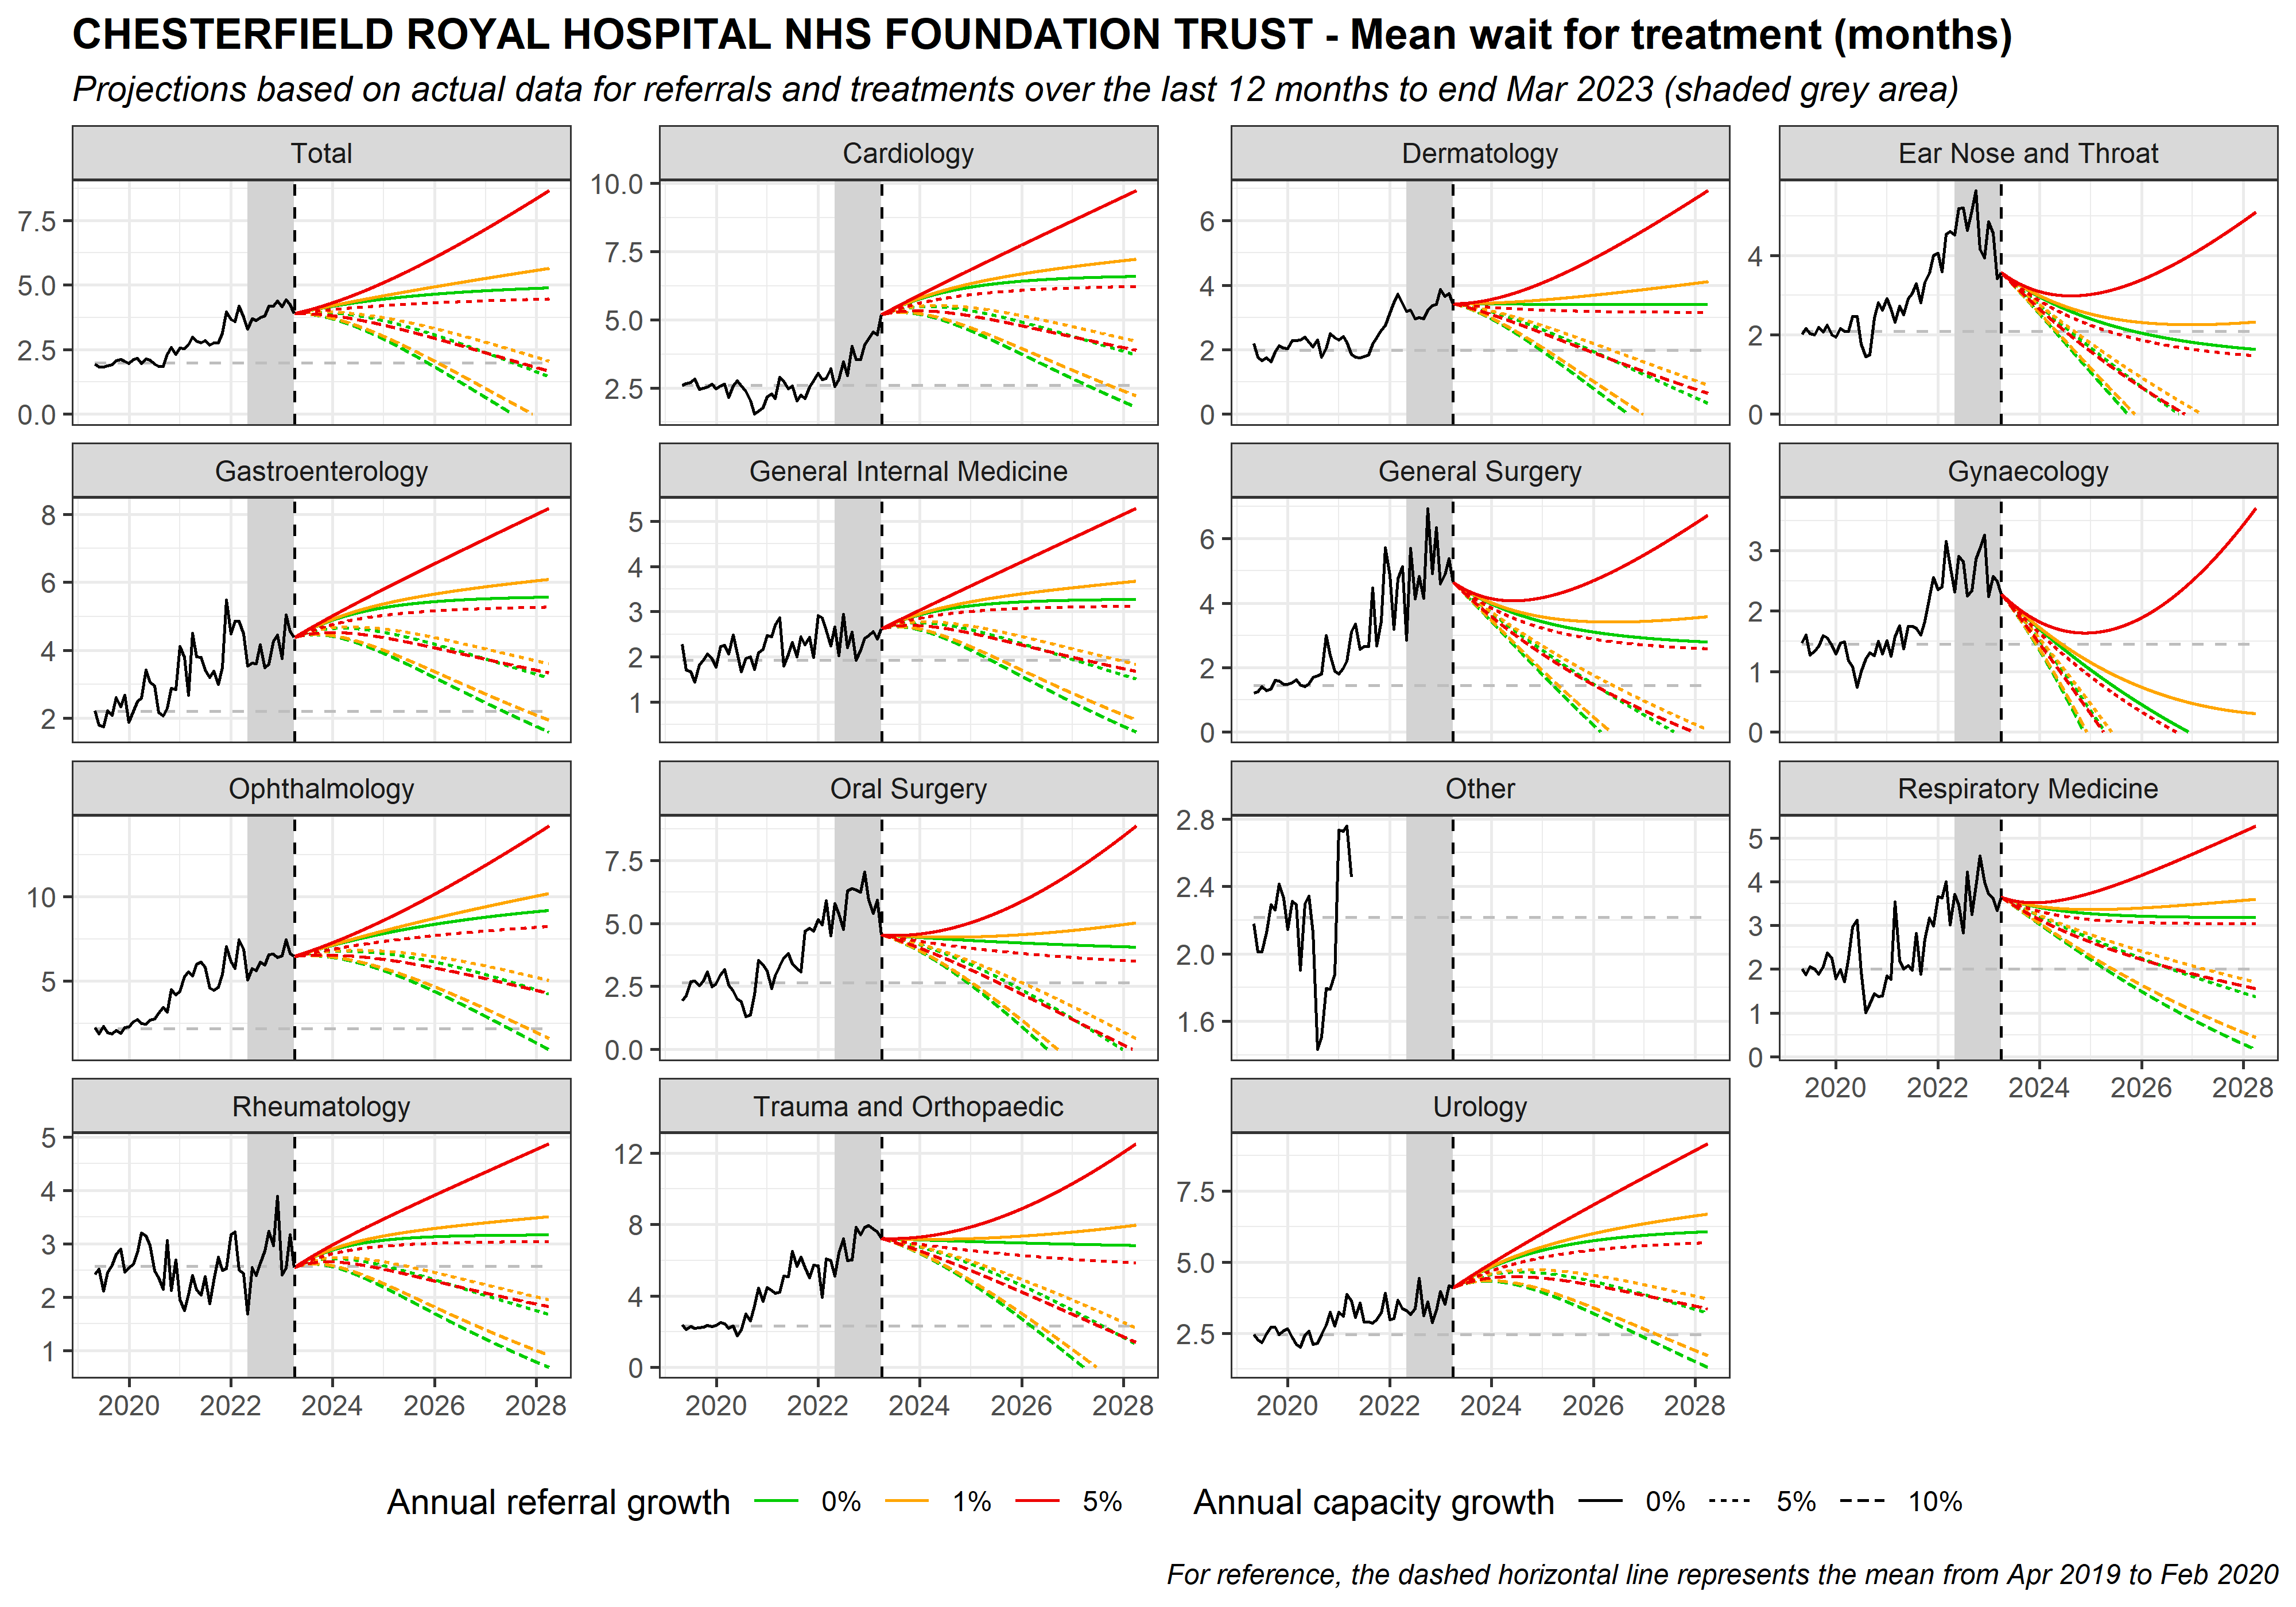 CHESTERFIELD ROYAL HOSPITAL NHS FOUNDATION TRUST - Mean wait for treatment (months)
Projections based on actual data for referrals and treatments over the last 12 months to end Mar 2023 (shaded grey area)
Total
7.5
5.0
2.5
0.0
Cardiology
10.0
7.5
5.0
2.5
Dermatology
6
4
2
0
Ear Nose and Throat
4
2
0
Gastroenterology
8
6
4
2
General Internal Medicine
5
4
3
2
1
General Surgery
6
4
2
0
Gynaecology
3
2
1
0
Ophthalmology
10
5
Oral Surgery
7.5
5.0
2.5
0.0
Other
2.8
2.4
2.0
1.6
Respiratory Medicine
5
4
3
2
1
0
2020 2022 2024 2026 2028
Rheumatology
5
4
3
2
1
2020 2022 2024 2026 2028
Trauma and Orthopaedic
12
8
4
0
2020 2022 2024 2026 2028
Urology
7.5
5.0
2.5
2020 2022 2024 2026 2028
Annual referral growth 0% 1% 5% Annual capacity growth 0% 5% 10%
For reference, the dashed horizontal line represents the mean from Apr 2019 to Feb 2020